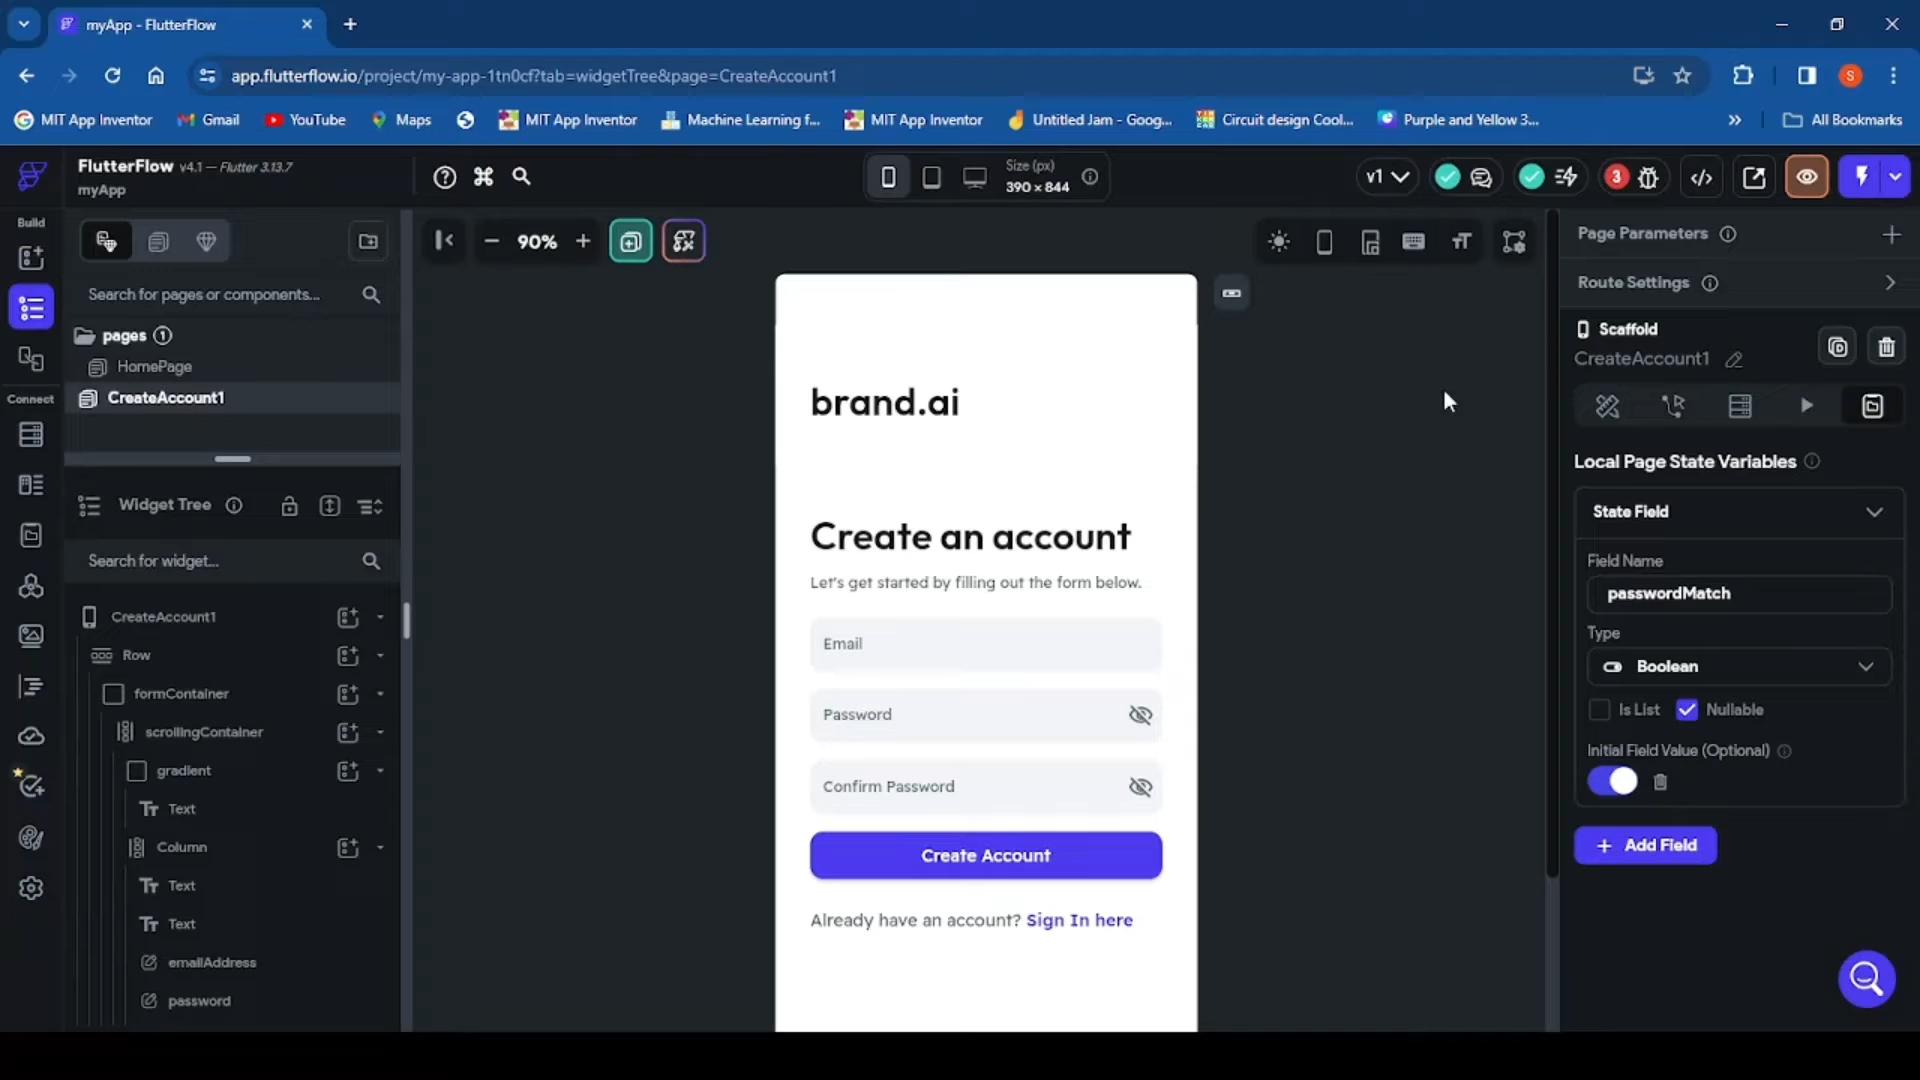 myApp - FlutterFlow
app.flutterflow.io/project/my-app-1tn0cf?tab=widgetTree&page=CreateAccount1
S
MIT App Inventor
Gmail
YouTube
Maps
MIT App Inventor
Machine Learning f...
MIT App Inventor
Untitled Jam - Goog...
Circuit design Cool...
Purple and Yellow 3...
All Bookmarks
FlutterFlow v4.1 — Flutter 3.13.7
myApp
Size (px)
390 × 844
v1
3
Build
Connect
90%
Search for pages or components...
pages 1
HomePage
CreateAccount1
Widget Tree
Search for widget...
CreateAccount1
Row
formContainer
scrollingContainer
gradient
Text
Column
Text
Text
emailAddress
password
brand.ai
Create an account
Let's get started by filling out the form below.
Email
Password
Confirm Password
Create Account
Already have an account? Sign In here
Page Parameters
Route Settings
Scaffold
CreateAccount1
Local Page State Variables
State Field
Field Name
passwordMatch
Type
Boolean
Is List
Nullable
Initial Field Value (Optional)
+ Add Field